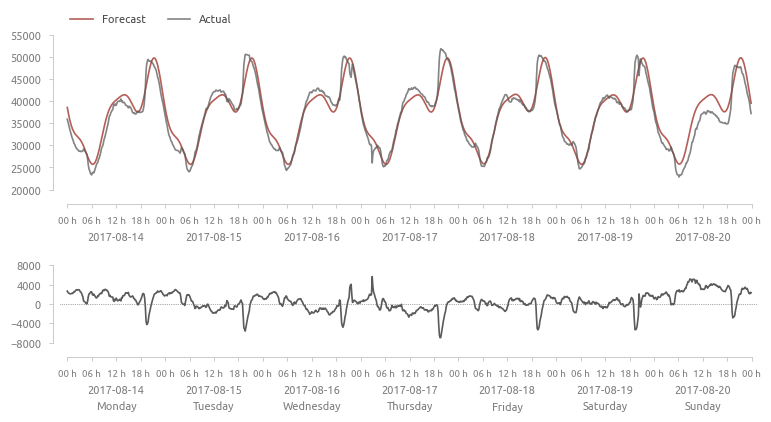 Forecast Actual
55000
50000
45000
40000
35000
30000
25000
20000
00 h 06 h 12 h 18 h 00 h 06 h 12 h 18 h 00 h 06 h 12 h 18 h 00 h 06 h 12 h 18 h 00 h 06 h 12 h 18 h 00 h 06 h 12 h 18 h 00 h 06 h 12 h 18 h 00 h
2017-08-14 2017-08-15 2017-08-16 2017-08-17 2017-08-18 2017-08-19 2017-08-20
8000
4000
0
−4000
−8000
00 h 06 h 12 h 18 h 00 h 06 h 12 h 18 h 00 h 06 h 12 h 18 h 00 h 06 h 12 h 18 h 00 h 06 h 12 h 18 h 00 h 06 h 12 h 18 h 00 h 06 h 12 h 18 h 00 h
2017-08-14 2017-08-15 2017-08-16 2017-08-17 2017-08-18 2017-08-19 2017-08-20
Monday Tuesday Wednesday Thursday Friday Saturday Sunday